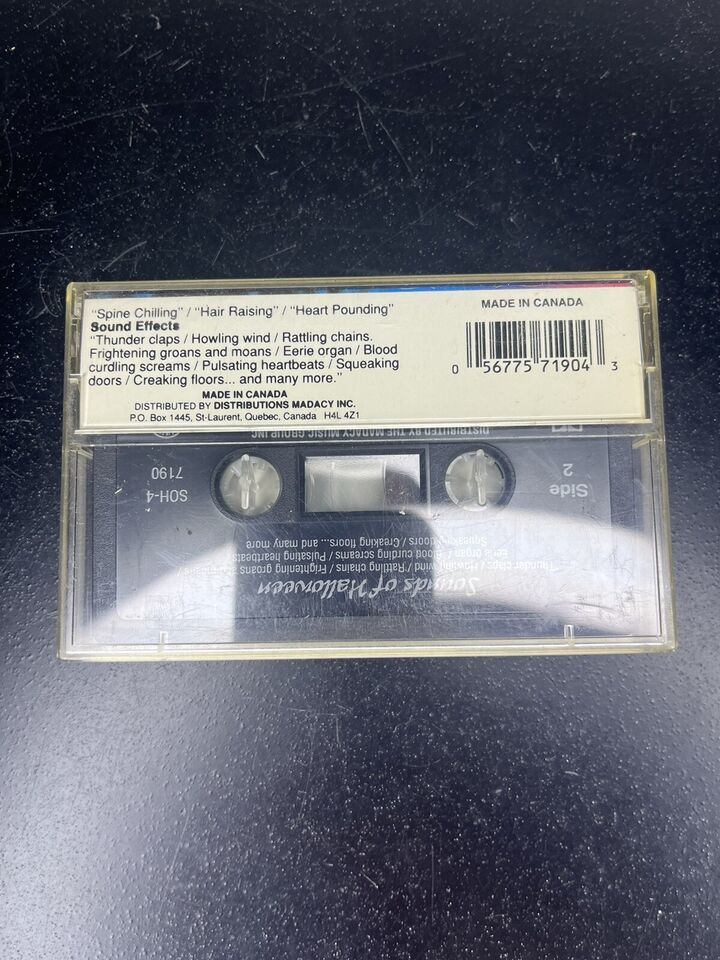 "Spine Chilling" / "Hair Raising" / "Heart Pounding"
Sound Effects
"Thunder claps / Howling wind / Rattling chains.
Frightening groans and moans / Eerie organ / Blood
curdling screams / Pulsating heartbeats / Squeaking
doors / Creaking floors... and many more."
MADE IN CANADA
DISTRIBUTED BY DISTRIBUTIONS MADACY INC.
P.O. Box 1445, St-Laurent, Quebec, Canada H4L 4Z1
MADE IN CANADA
0 56775 71904 3
Sounds of Halloween
Thunder claps / Howling wind / Rattling chains / Frightening groans and moans /
Eerie organ / Blood curdling screams / Pulsating heartbeats
Squeaking doors / Creaking floors... and many more
Side
2
SOH-4
7190
DISTRIBUTED BY THE MADACY MUSIC GROUP INC